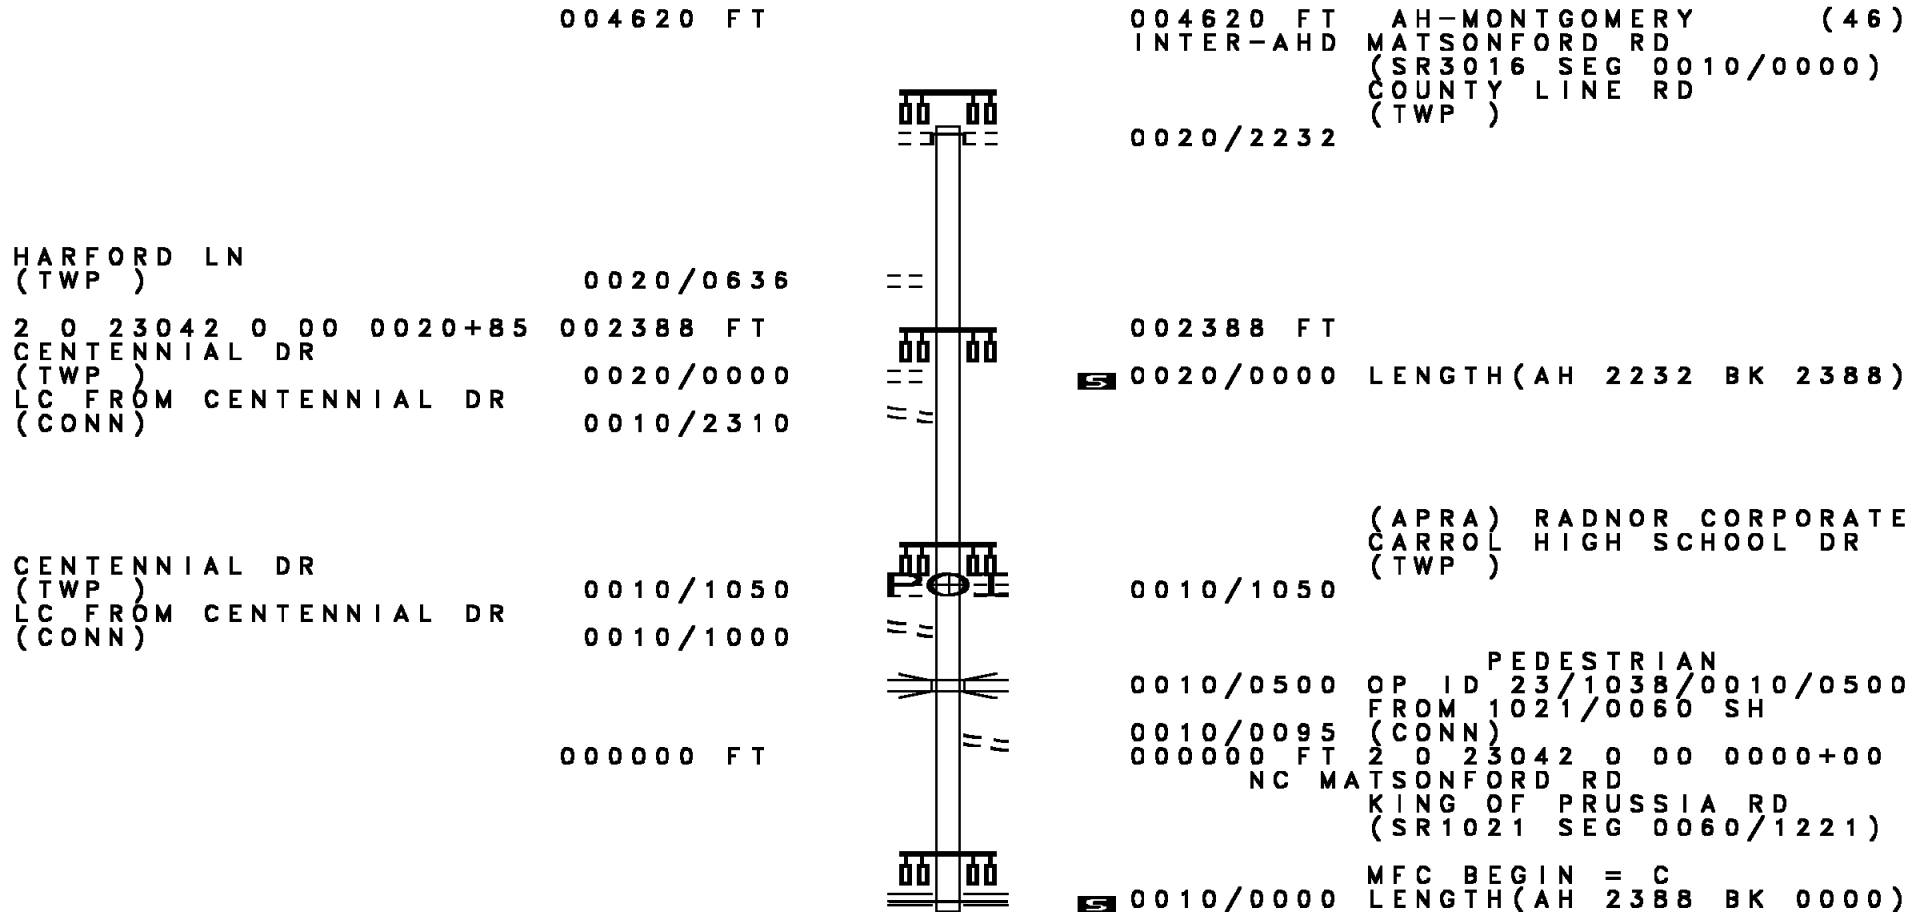 004620 FT 004620 FT AH-MONTGOMERY (46)
INTER-AHD MATSONFORD RD
(SR3016 SEG 0010/0000)
COUNTY LINE RD
(TWP )
0020/2232
HARFORD LN
(TWP ) 0020/0636
2 0 23042 0 00 0020+85 002388 FT 002388 FT
CENTENNIAL DR
(TWP ) 0020/0000 S 0020/0000 LENGTH(AH 2232 BK 2388)
LC FROM CENTENNIAL DR
(CONN) 0010/2310
(APRA) RADNOR CORPORATE
CARROL HIGH SCHOOL DR
CENTENNIAL DR (TWP )
(TWP ) 0010/1050 POI 0010/1050
LC FROM CENTENNIAL DR
(CONN) 0010/1000
PEDESTRIAN
0010/0500 OP ID 23/1038/0010/0500
FROM 1021/0060 SH
0010/0095 (CONN)
000000 FT 000000 FT 2 0 23042 0 00 0000+00
NC MATSONFORD RD
KING OF PRUSSIA RD
(SR1021 SEG 0060/1221)
MFC BEGIN = C
S 0010/0000 LENGTH(AH 2388 BK 0000)